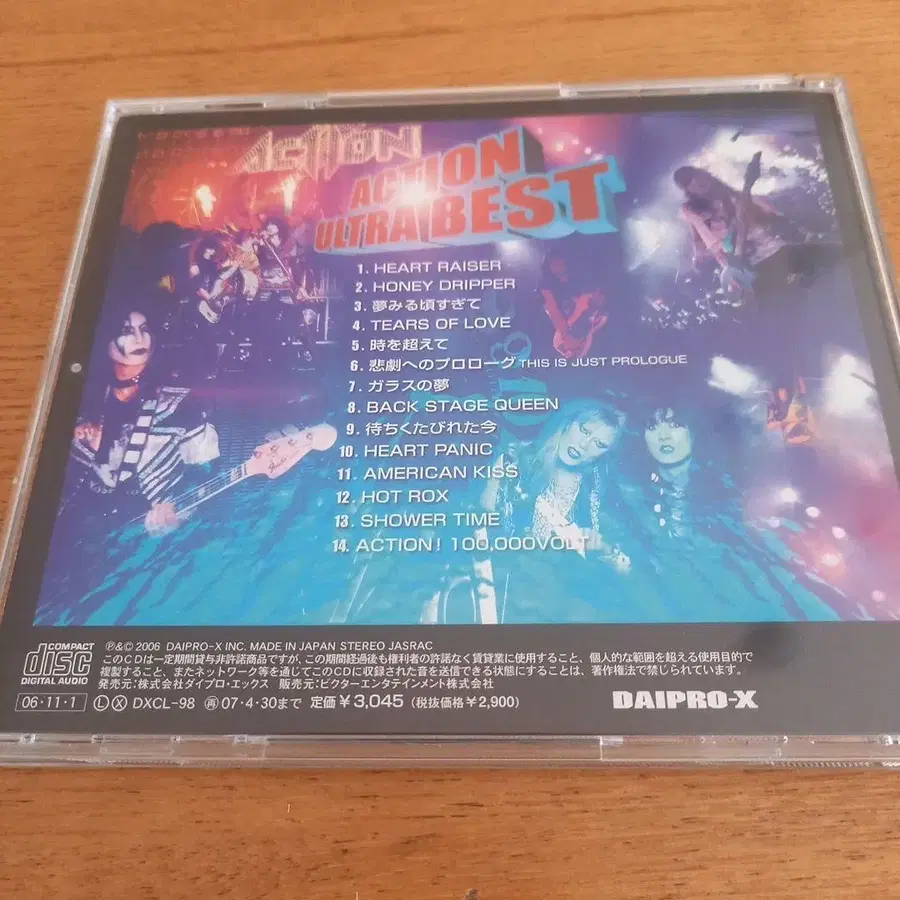 ACTION
ACTION
ULTRA BEST
1. HEART RAISER
2. HONEY DRIPPER
3. 夢みる頃すぎて
4. TEARS OF LOVE
5. 時を超えて
6. 悲劇へのプロローグ THIS IS JUST PROLOGUE
7. ガラスの夢
8. BACK STAGE QUEEN
9. 待ちくたびれた今
10. HEART PANIC
11. AMERICAN KISS
12. HOT ROX
13. SHOWER TIME
14. ACTION! 100,000VOLT
COMPACT
disc
DIGITAL AUDIO
℗&© 2006 DAIPRO-X INC. MADE IN JAPAN STEREO JASRAC
このCDは一定期間貸与非許諾商品ですが、この期間経過後も権利者の許諾なく賃貸業に使用すること、個人的な範囲を超える使用目的で
複製すること、またネットワーク等を通じてこのCDに収録された音を送信できる状態にすることは、著作権法で禁じられています。
発売元:株式会社ダイプロ・エックス 販売元:ビクターエンタテインメント株式会社
06・11・1 Ⓛ Ⓧ DXCL-98 ㊢07・4・30まで 定価 ¥3,045 (税抜価格¥2,900)
DAIPRO-X